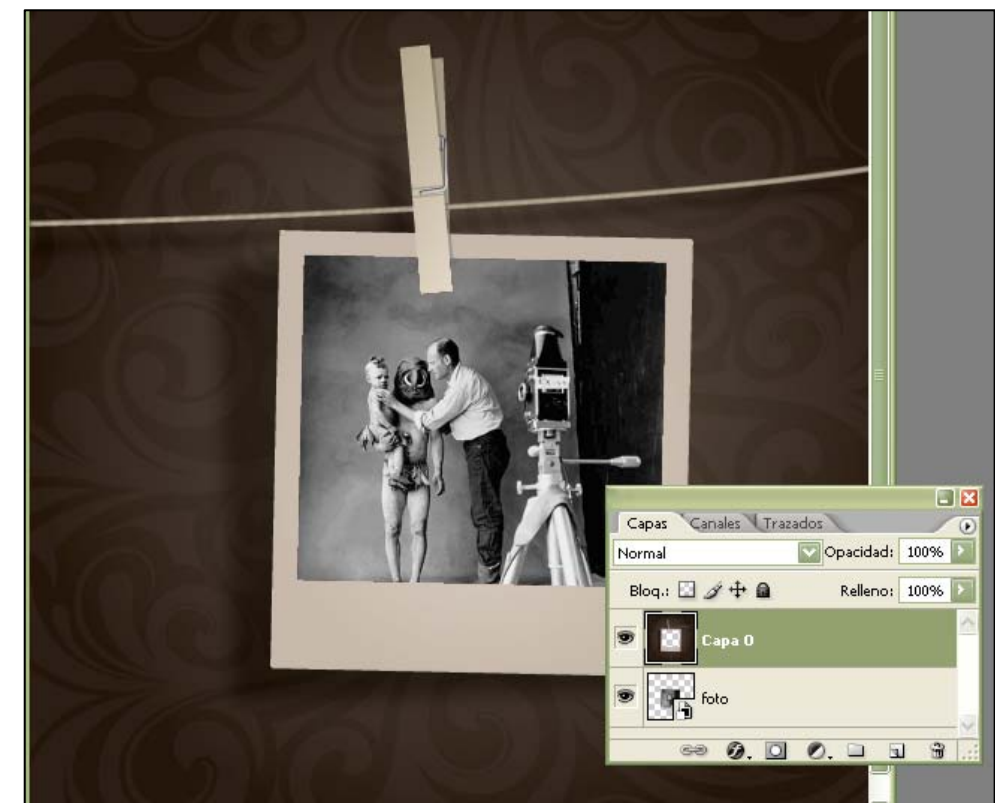 Capas Canales Trazados
Normal Opacidad: 100%
Bloq.: Relleno: 100%
Capa 0
foto